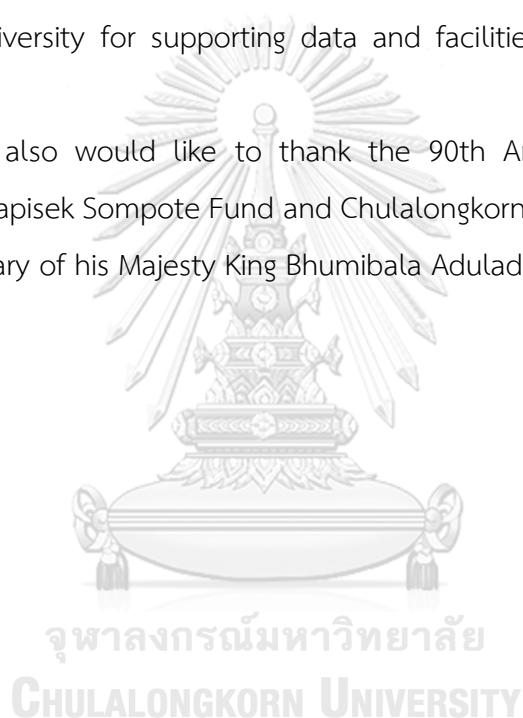 iversity for supporting data and facilitie
also would like to thank the 90th Ar
apisek Sompote Fund and Chulalongkorn
ary of his Majesty King Bhumibala Adulad
จุฬาลงกรณ์มหาวิทยาลัย
CHULALONGKORN UNIVERSITY